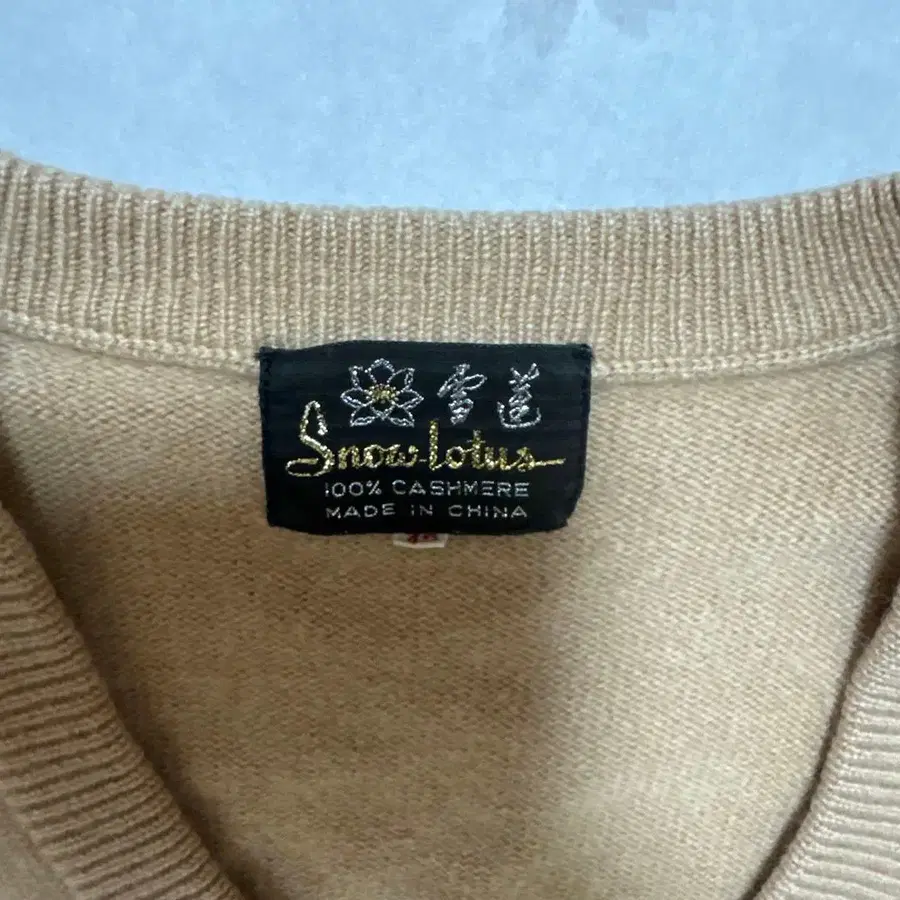 雪莲
Snow-lotus
100% CASHMERE
MADE IN CHINA